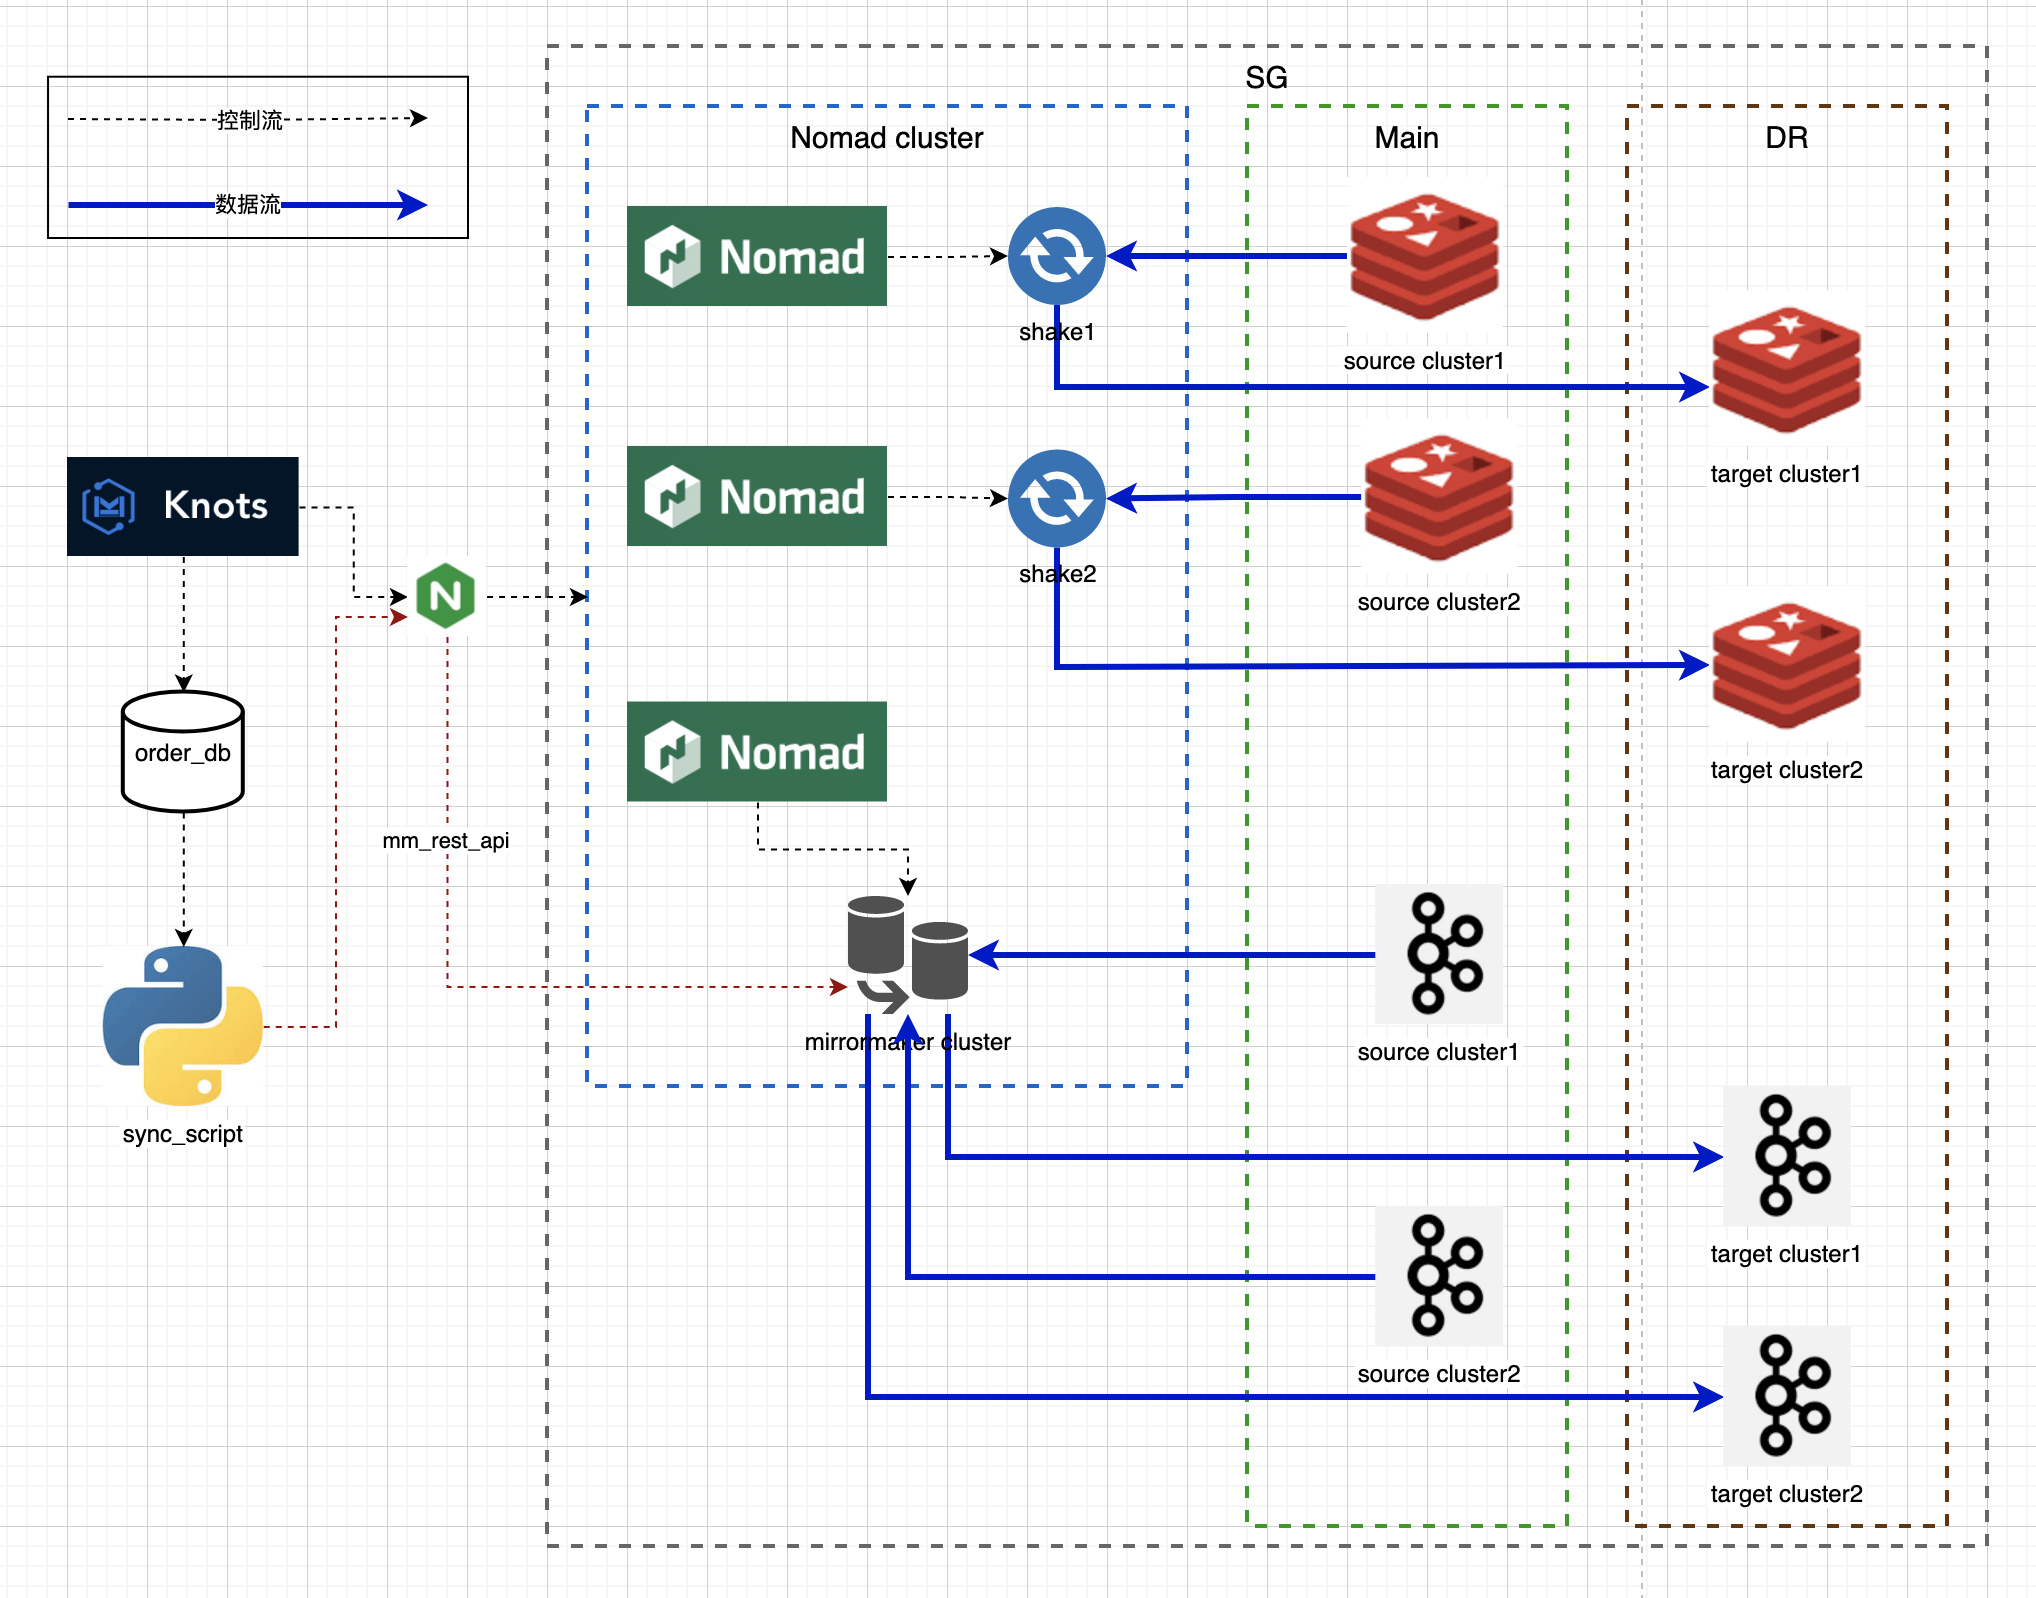 控制流
数据流
SG
Nomad cluster
Main
DR
Nomad
shake1
source cluster1
target cluster1
Nomad
shake2
source cluster2
target cluster2
Knots
N
order_db
Nomad
mm_rest_api
mirrormaker cluster
source cluster1
sync_script
target cluster1
source cluster2
target cluster2